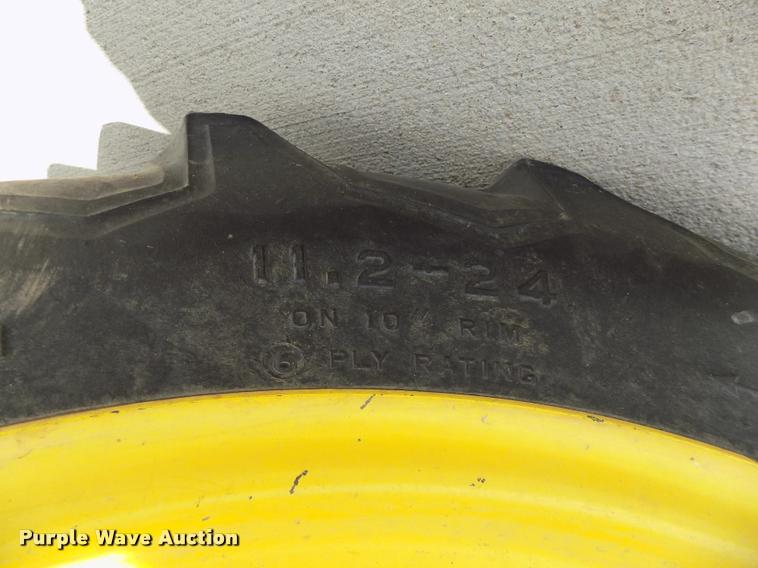 11.2-24
ON 10" RIM
6 PLY RATING
Purple Wave Auction